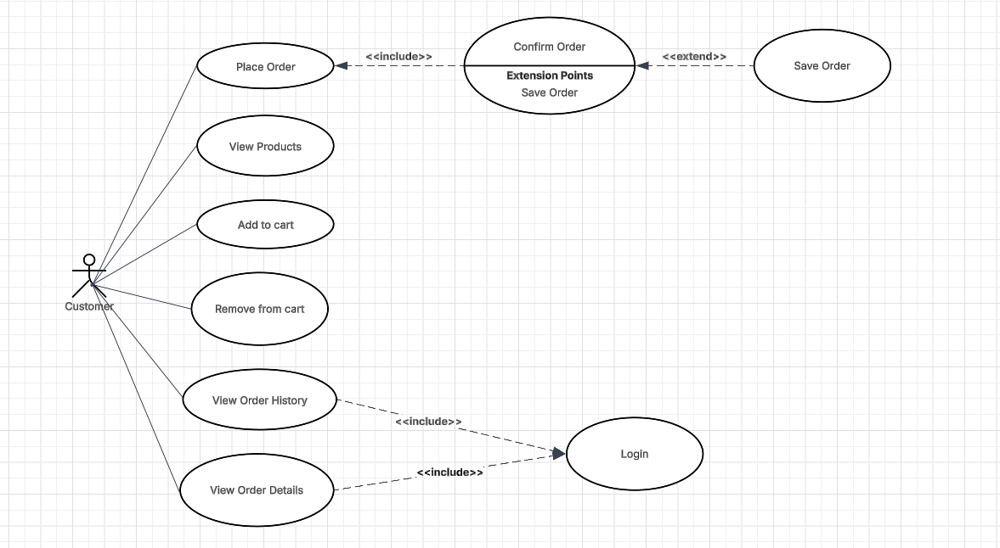 Place Order
<<include>>
Confirm Order
Extension Points
Save Order
<<extend>>
Save Order
View Products
Add to cart
Customer
Remove from cart
View Order History
<<include>>
Login
<<include>>
View Order Details